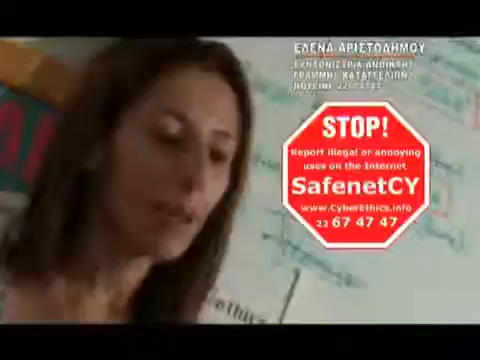 ΕΛΕΝΑ ΑΡΙΣΤΟΔΗΜΟΥ
ΣΥΝΤΟΝΙΣΤΡΙΑ ΑΝΟΙΚΤΗΣ
ΓΡΑΜΜΗΣ ΚΑΤΑΓΓΕΛΙΩΝ
STOP!
Report illegal or annoying
uses on the Internet
SafenetCY
www.CyberEthics.info
22 67 47 47
ethics